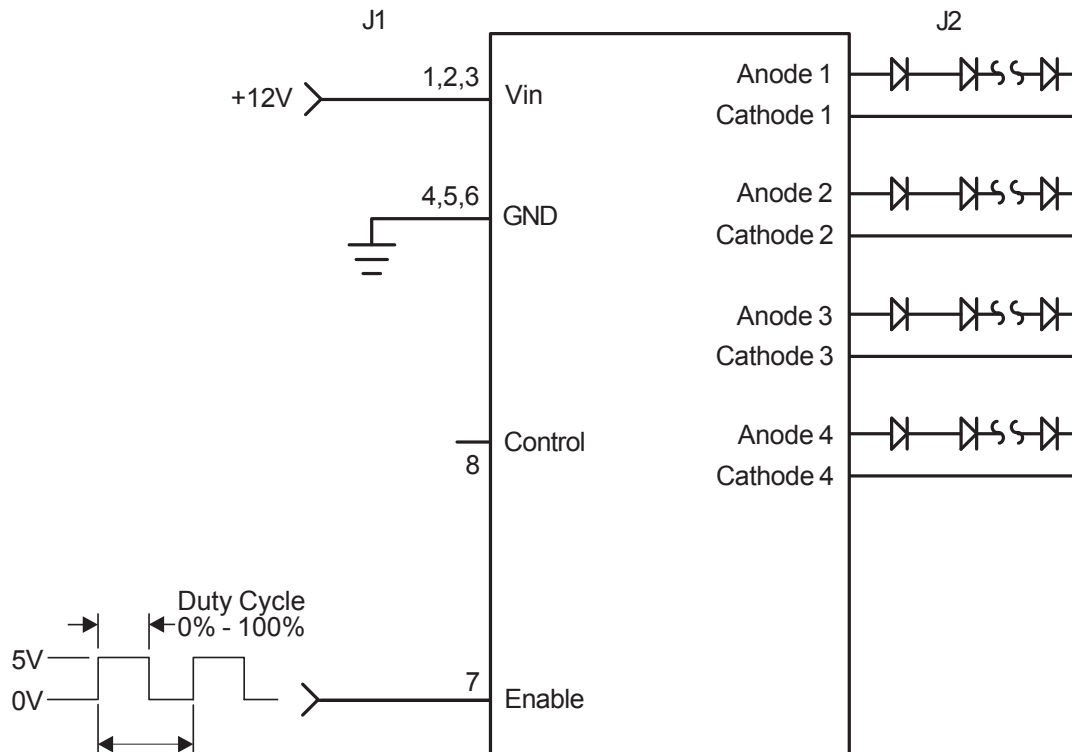 J1
J2
+12V
1,2,3
Vin
4,5,6
GND
8
Control
Duty Cycle
0% - 100%
5V
0V
7
Enable
Anode 1
Cathode 1
Anode 2
Cathode 2
Anode 3
Cathode 3
Anode 4
Cathode 4